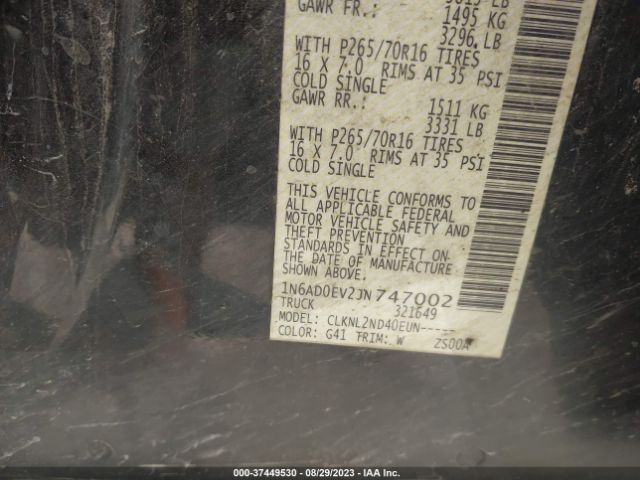 GAWR FR.: 1495 KG
3296 LB
WITH P265/70R16 TIRES
16 X 7.0 RIMS AT 35 PSI
COLD SINGLE
GAWR RR.: 1511 KG
3331 LB
WITH P265/70R16 TIRES
16 X 7.0 RIMS AT 35 PSI
COLD SINGLE
THIS VEHICLE CONFORMS TO
ALL APPLICABLE FEDERAL
MOTOR VEHICLE SAFETY AND
THEFT PREVENTION
STANDARDS IN EFFECT ON
THE DATE OF MANUFACTURE
SHOWN ABOVE.
1N6AD0EV2JN747002
TRUCK 321649
MODEL: CLKNL2ND40EUN-----
COLOR: G41 TRIM: W ZS00A
000-37449530 - 08/29/2023 - IAA Inc.